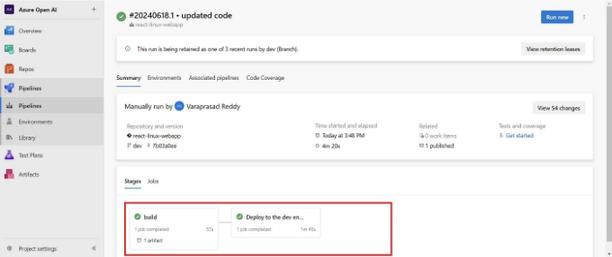 Azure Open AI
#20240618.1 • updated code
react-linux-webapp
Run new
Overview
Boards
Repos
Pipelines
Pipelines
Environments
Library
Test Plans
Artifacts
Project settings
This run is being retained as one of 3 recent runs by dev (Branch).
View retention leases
Summary Environments Associated pipelines Code Coverage
Manually run by Varaprasad Reddy
View 54 changes
Repository and version
react-linux-webapp
dev
Time started and elapsed
Today at 3:48 PM
4m 20s
Related
0 work items
1 published
Tests and coverage
Get started
Stages Jobs
build
1 job completed
1 artifact
Deploy to the dev en...
1 job completed